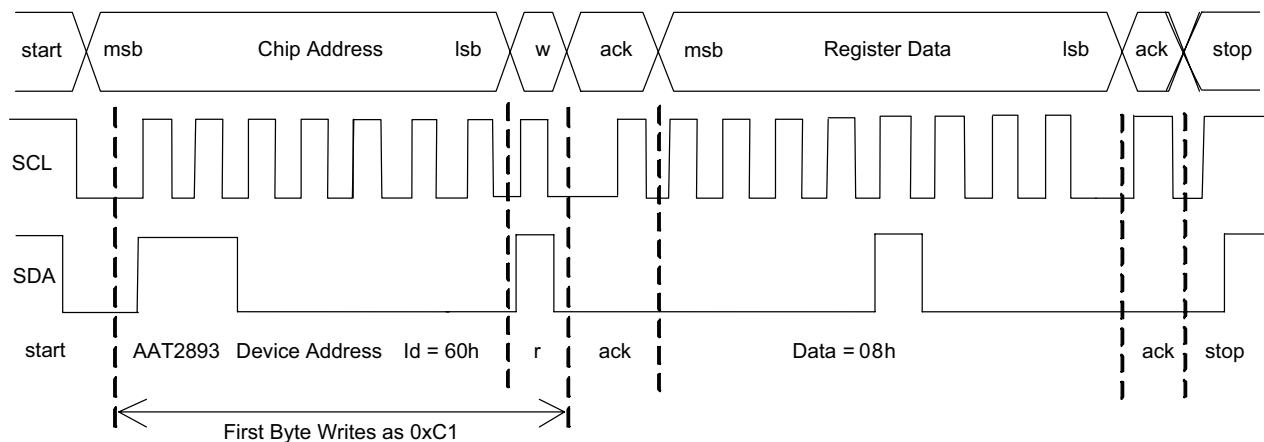 start msb Chip Address lsb w ack msb Register Data lsb ack stop
SCL
SDA
start AAT2893 Device Address Id = 60h r ack Data = 08h ack stop
First Byte Writes as 0xC1